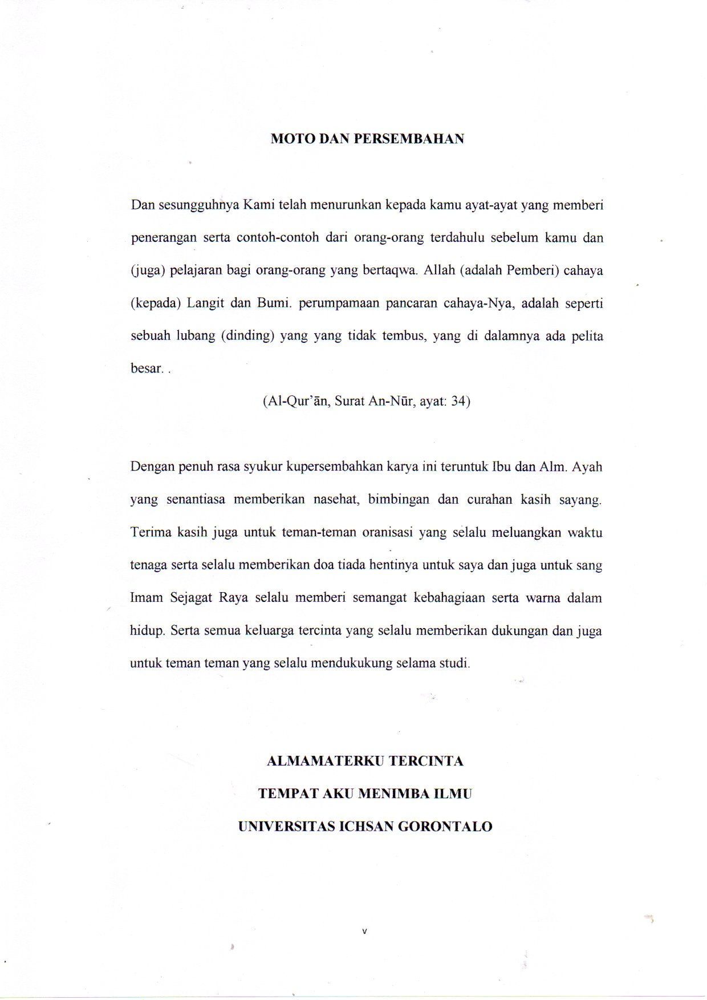 MOTO DAN PERSEMBAHAN
Dan sesungguhnya Kami telah menurunkan kepada kamu ayat-ayat yang memberi
penerangan serta contoh-contoh dari orang-orang terdahulu sebelum kamu dan
(juga) pelajaran bagi orang-orang yang bertaqwa. Allah (adalah Pemberi) cahaya
(kepada) Langit dan Bumi. perumpamaan pancaran cahaya-Nya, adalah seperti
sebuah lubang (dinding) yang yang tidak tembus, yang di dalamnya ada pelita
besar. .
(Al-Qur’ān, Surat An-Nūr, ayat: 34)
Dengan penuh rasa syukur kupersembahkan karya ini teruntuk Ibu dan Alm. Ayah
yang senantiasa memberikan nasehat, bimbingan dan curahan kasih sayang.
Terima kasih juga untuk teman-teman oranisasi yang selalu meluangkan waktu
tenaga serta selalu memberikan doa tiada hentinya untuk saya dan juga untuk sang
Imam Sejagat Raya selalu memberi semangat kebahagiaan serta warna dalam
hidup. Serta semua keluarga tercinta yang selalu memberikan dukungan dan juga
untuk teman teman yang selalu mendukukung selama studi.
ALMAMATERKU TERCINTA
TEMPAT AKU MENIMBA ILMU
UNIVERSITAS ICHSAN GORONTALO
v